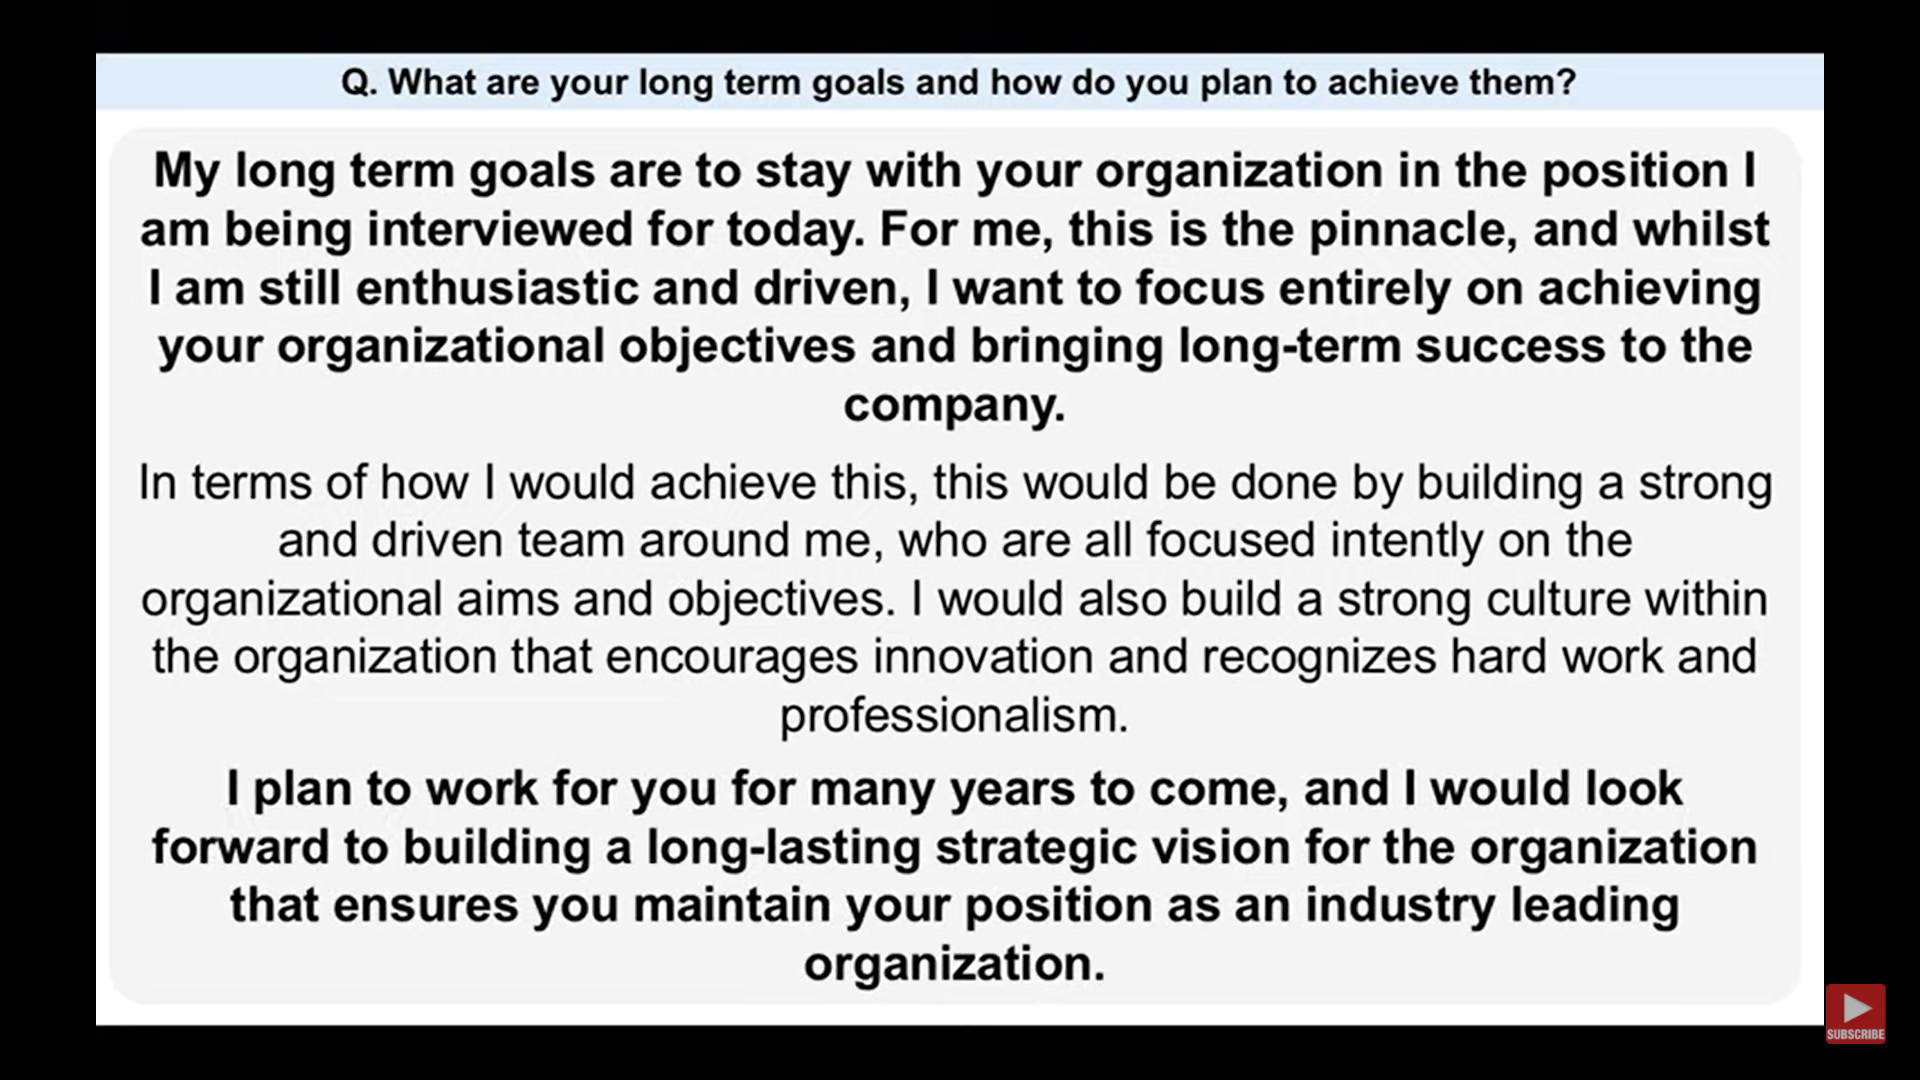 Q. What are your long term goals and how do you plan to achieve them?
My long term goals are to stay with your organization in the position I
am being interviewed for today. For me, this is the pinnacle, and whilst
I am still enthusiastic and driven, I want to focus entirely on achieving
your organizational objectives and bringing long-term success to the
company.
In terms of how I would achieve this, this would be done by building a strong
and driven team around me, who are all focused intently on the
organizational aims and objectives. I would also build a strong culture within
the organization that encourages innovation and recognizes hard work and
professionalism.
I plan to work for you for many years to come, and I would look
forward to building a long-lasting strategic vision for the organization
that ensures you maintain your position as an industry leading
organization.
SUBSCRIBE